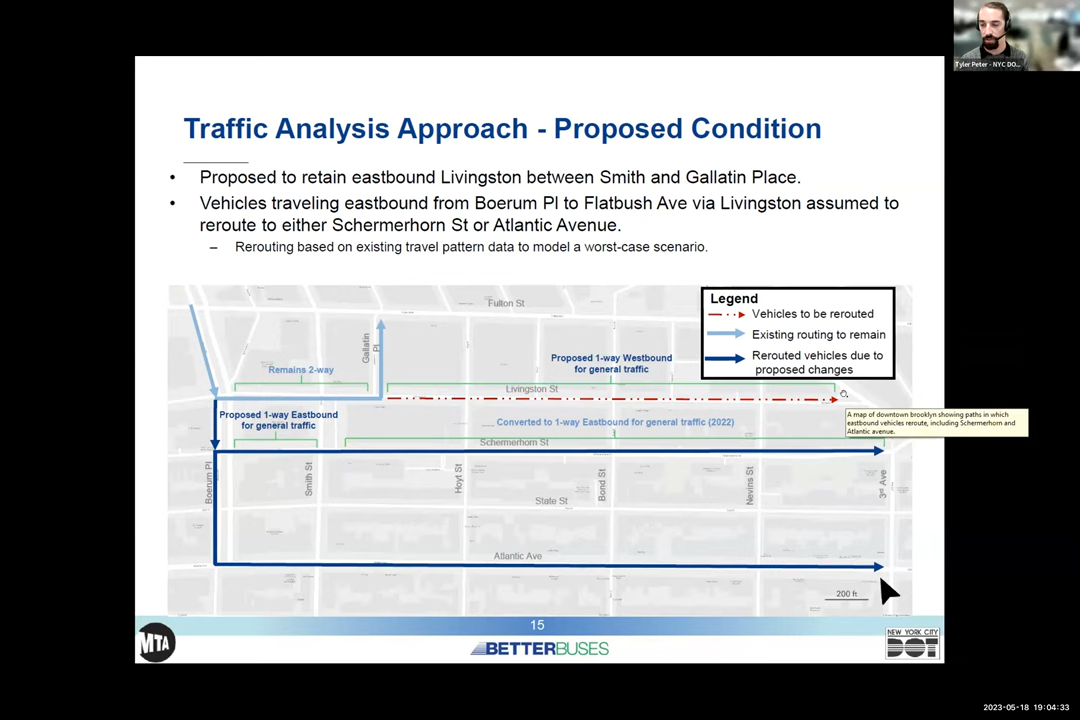 Tyler Peter - NYC DO...
Traffic Analysis Approach - Proposed Condition
• Proposed to retain eastbound Livingston between Smith and Gallatin Place.
• Vehicles traveling eastbound from Boerum Pl to Flatbush Ave via Livingston assumed to
reroute to either Schermerhorn St or Atlantic Avenue.
– Rerouting based on existing travel pattern data to model a worst-case scenario.
Legend
Vehicles to be rerouted
Existing routing to remain
Rerouted vehicles due to
proposed changes
Fulton St
Gallatin
Pl
Remains 2-way
Proposed 1-way Westbound
for general traffic
Livingston St
Proposed 1-way Eastbound
for general traffic
Converted to 1-way Eastbound for general traffic (2022)
A map of downtown brooklyn showing paths in which
eastbound vehicles reroute, including Schermerhorn and
Atlantic avenue.
Schermerhorn St
Boerum Pl
Smith St
Hoyt St
Bond St
Nevins St
3rd Ave
State St
Atlantic Ave
200 ft
15
MTA
BETTERBUSES
NEW YORK CITY
DOT
2023-05-18 19:04:33